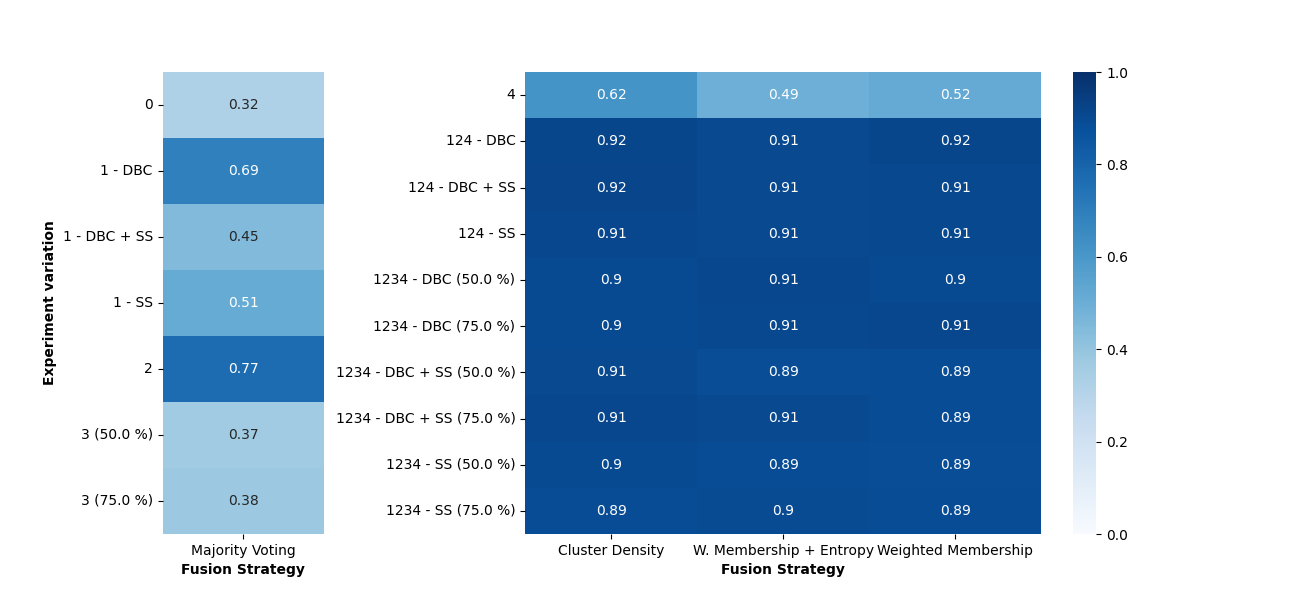 Experiment variation
0 0.32
1 - DBC 0.69
1 - DBC + SS 0.45
1 - SS 0.51
2 0.77
3 (50.0 %) 0.37
3 (75.0 %) 0.38
Majority Voting
Fusion Strategy
4 0.62 0.49 0.52
124 - DBC 0.92 0.91 0.92
124 - DBC + SS 0.92 0.91 0.91
124 - SS 0.91 0.91 0.91
1234 - DBC (50.0 %) 0.9 0.91 0.9
1234 - DBC (75.0 %) 0.9 0.91 0.91
1234 - DBC + SS (50.0 %) 0.91 0.89 0.89
1234 - DBC + SS (75.0 %) 0.91 0.91 0.89
1234 - SS (50.0 %) 0.9 0.89 0.89
1234 - SS (75.0 %) 0.89 0.9 0.89
Cluster Density W. Membership + Entropy Weighted Membership
Fusion Strategy
1.0
0.8
0.6
0.4
0.2
0.0